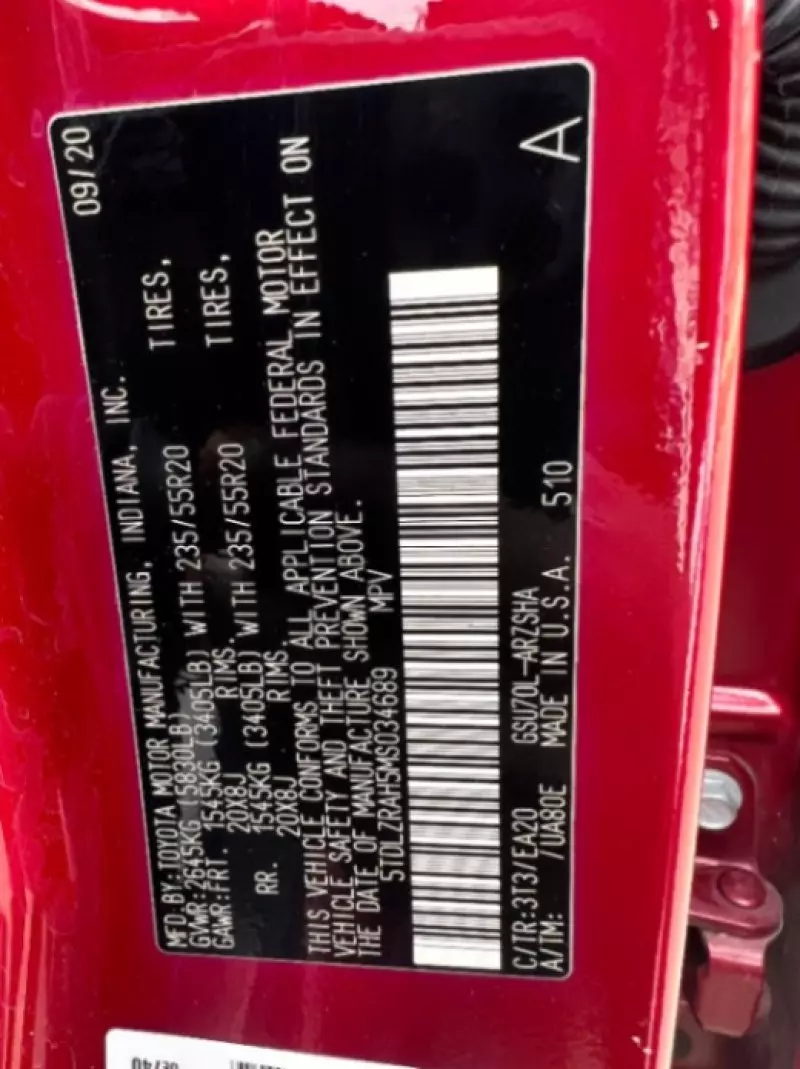 MFD.BY:TOYOTA MOTOR MANUFACTURING, INDIANA, INC. 09/20
GVWR:2645KG (5830LB)
GAWR:FRT. 1545KG (3405LB) WITH 235/55R20 TIRES,
20X8J RIMS.
RR. 1545KG (3405LB) WITH 235/55R20 TIRES,
20X8J RIMS.
THIS VEHICLE CONFORMS TO ALL APPLICABLE FEDERAL MOTOR
VEHICLE SAFETY AND THEFT PREVENTION STANDARDS IN EFFECT ON
THE DATE OF MANUFACTURE SHOWN ABOVE.
5TDLZRAH5MS034689 MPV
C/TR:3T3/EA20 GSU70L-ARZSHA
A/TM: /UA80E MADE IN U.S.A. 510 A